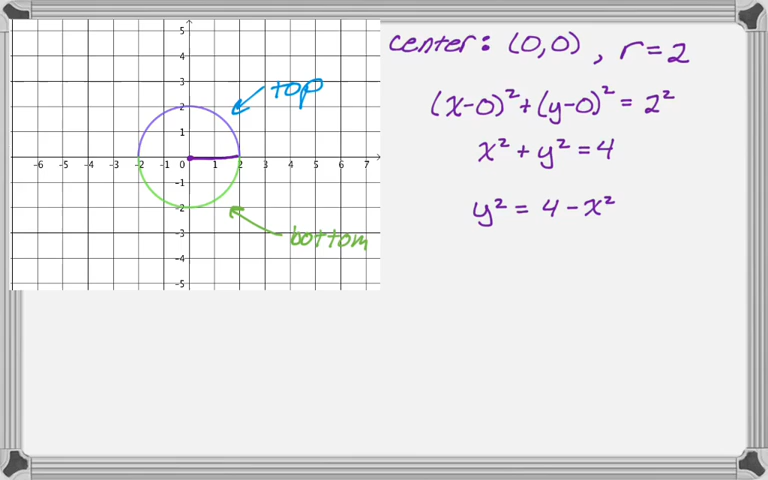 center: (0,0), r=2
(x-0)²+(y-0)²=2²
top
x²+y²=4
y²=4-x²
bottom
5
4
3
2
1
-6 -5 -4 -3 -2 -1 0 1 2 3 4 5 6 7
-1
-2
-3
-4
-5